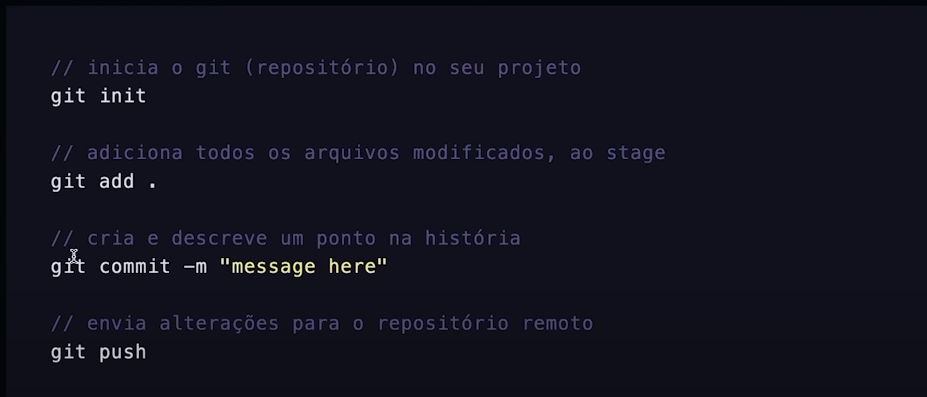 // inicia o git (repositório) no seu projeto
git init
// adiciona todos os arquivos modificados, ao stage
git add .
// cria e descreve um ponto na história
git commit -m "message here"
// envia alterações para o repositório remoto
git push